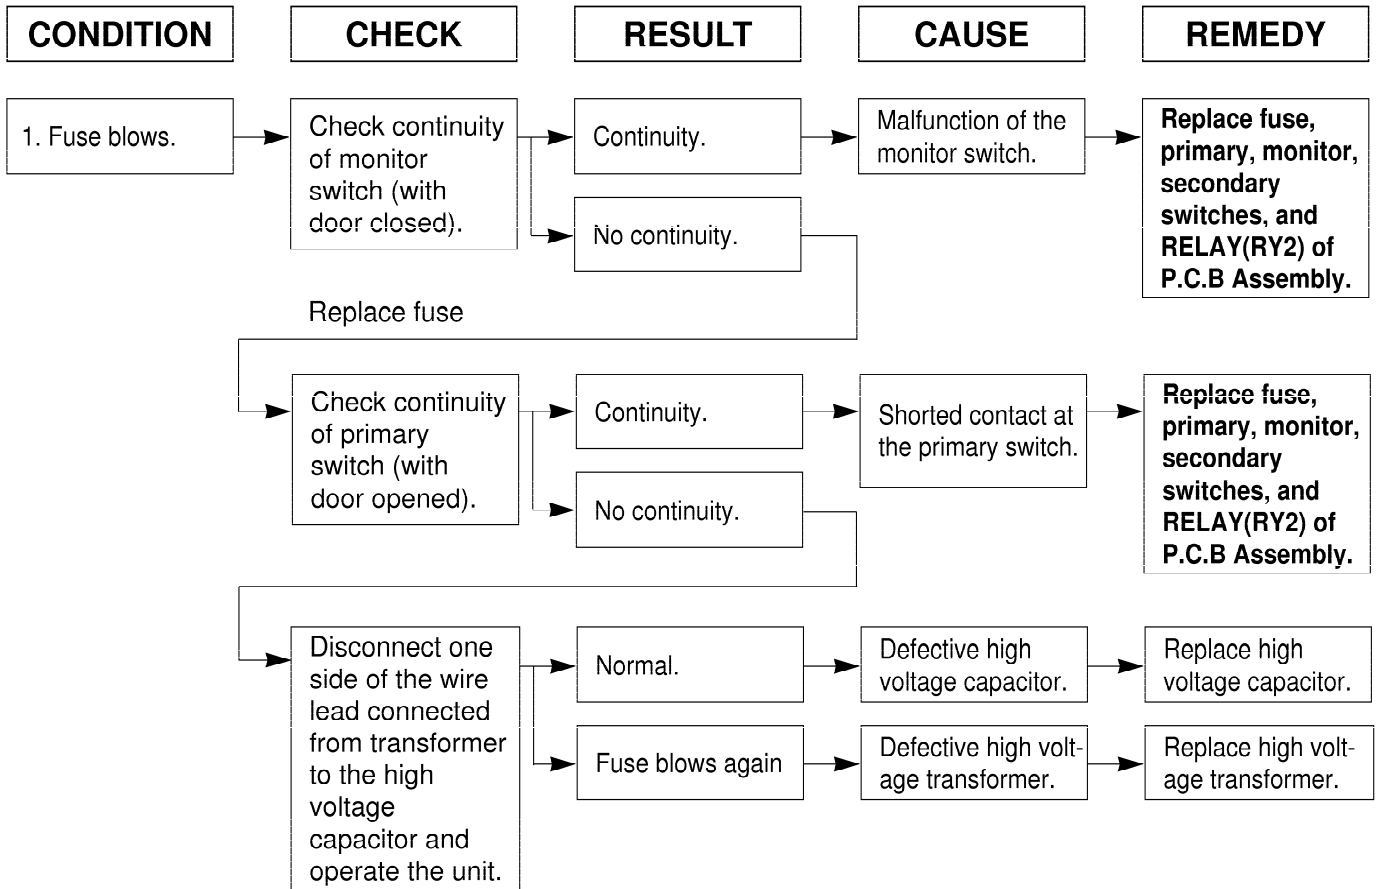 CONDITION
CHECK
RESULT
CAUSE
REMEDY
1. Fuse blows.
Check continuity
of monitor
switch (with
door closed).
Continuity.
Malfunction of the
monitor switch.
Replace fuse,
primary, monitor,
secondary
switches, and
RELAY(RY2) of
P.C.B Assembly.
No continuity.
Replace fuse
Check continuity
of primary
switch (with
door opened).
Continuity.
Shorted contact at
the primary switch.
Replace fuse,
primary, monitor,
secondary
switches, and
RELAY(RY2) of
P.C.B Assembly.
No continuity.
Disconnect one
side of the wire
lead connected
from transformer
to the high
voltage
capacitor and
operate the unit.
Normal.
Defective high
voltage capacitor.
Replace high
voltage capacitor.
Fuse blows again
Defective high volt-
age transformer.
Replace high volt-
age transformer.